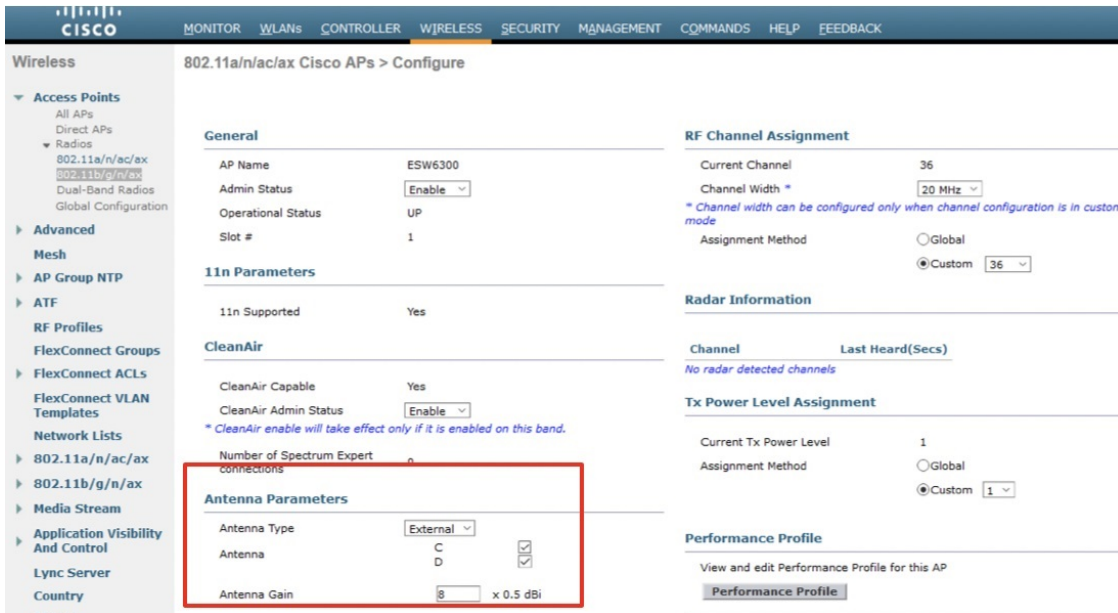 CISCO
MONITOR WLANs CONTROLLER WIRELESS SECURITY MANAGEMENT COMMANDS HELP FEEDBACK
Wireless
Access Points
All APs
Direct APs
Radios
802.11a/n/ac/ax
802.11b/g/n/ax
Dual-Band Radios
Global Configuration
Advanced
Mesh
AP Group NTP
ATF
RF Profiles
FlexConnect Groups
FlexConnect ACLs
FlexConnect VLAN
Templates
Network Lists
802.11a/n/ac/ax
802.11b/g/n/ax
Media Stream
Application Visibility
And Control
Lync Server
Country
802.11a/n/ac/ax Cisco APs > Configure
General
AP Name ESW6300
Admin Status Enable
Operational Status UP
Slot # 1
11n Parameters
11n Supported Yes
CleanAir
CleanAir Capable Yes
CleanAir Admin Status Enable
* CleanAir enable will take effect only if it is enabled on this band.
Number of Spectrum Expert
connections 0
Antenna Parameters
Antenna Type External
Antenna C
D
Antenna Gain 8 x 0.5 dBi
RF Channel Assignment
Current Channel 36
Channel Width * 20 MHz
* Channel width can be configured only when channel configuration is in custom
mode
Assignment Method Global
Custom 36
Radar Information
Channel Last Heard(Secs)
No radar detected channels
Tx Power Level Assignment
Current Tx Power Level 1
Assignment Method Global
Custom 1
Performance Profile
View and edit Performance Profile for this AP
Performance Profile